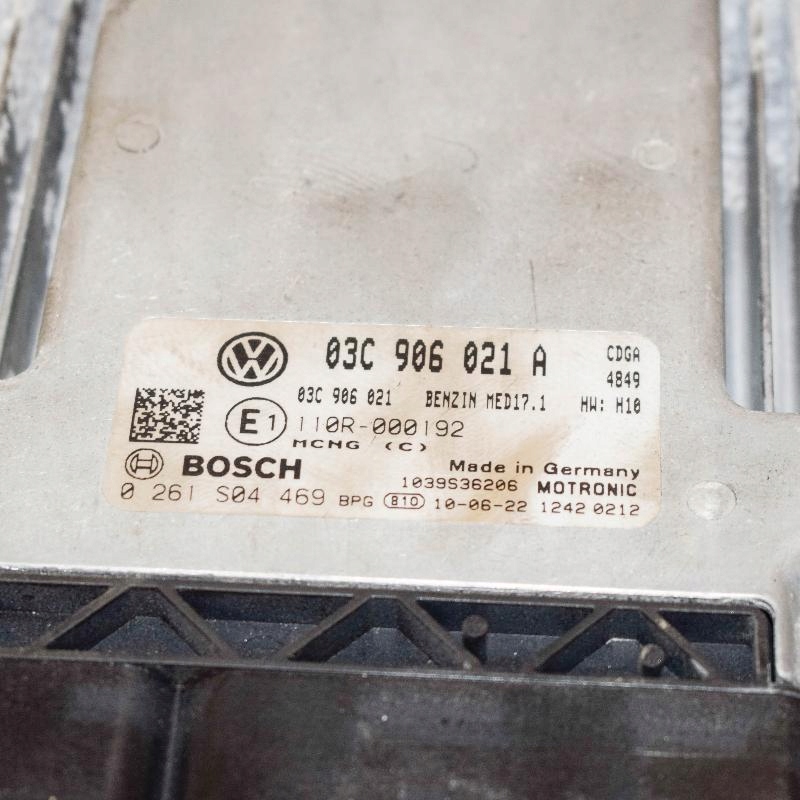 03C 906 021 A CDGA
4849
03C 906 021 BENZIN MED17.1 HW: H10
E1 110R-000192
MCNG (C)
BOSCH Made in Germany
1039S36206 MOTRONIC
0 261 S04 469 BPG 810 10-06-22 1242 0212